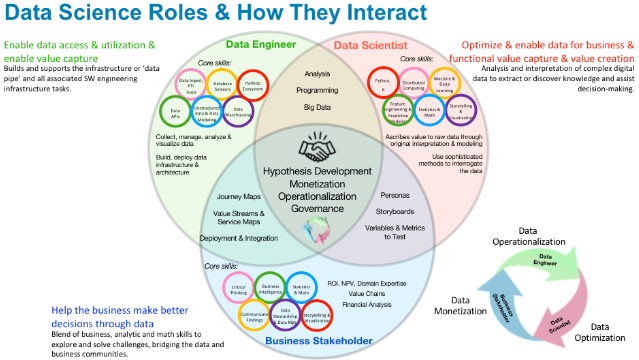 Data Science Roles & How They Interact
Enable data access & utilization &
enable value capture
Builds and supports the infrastructure or 'data
pipe' and all associated SW engineering
infrastructure tasks.
Data Engineer
Core skills:
Data Ingest,
ETL
Tools
Database
Systems
Hadoop
Ecosystem
Data
APIs
Unstructured
data & Data
Modeling
Data
Warehousing
Collect, manage, analyze &
visualize data
Build, deploy data
infrastructure &
architecture
Analysis
Programming
Big Data
Data Scientist
Core skills:
Python,
R
Distributed
Computing
Machine &
Deep
Learning
Feature
Engineering &
Predictive
Modeling
Statistics &
Math
Storytelling
&
Visualization
Ascribes value to raw data through
original interpretation & modeling
Use sophisticated
methods to interrogate
the data
Optimize & enable data for business &
functional value capture & value creation
Analysis and interpretation of complex digital
data to extract or discover knowledge and assist
decision-making.
Hypothesis Development
Monetization
Operationalization
Governance
Journey Maps
Value Streams &
Service Maps
Deployment & Integration
Personas
Storyboards
Variables & Metrics
to Test
Core skills:
Critical
Thinking
Business
Intelligence
Statistics
& Math
Communicate
Findings
Data
Stewardship
& Data Mgt
Storytelling &
Visualization
ROI, NPV, Domain Expertise
Value Chains
Financial Analysis
Business Stakeholder
Help the business make better
decisions through data
Blend of business, analytic and math skills to
explore and solve challenges, bridging the data and
business communities.
Data
Operationalization
Data
Engineer
Data
Monetization
Business
Stakeholder
Data
Scientist
Data
Optimization